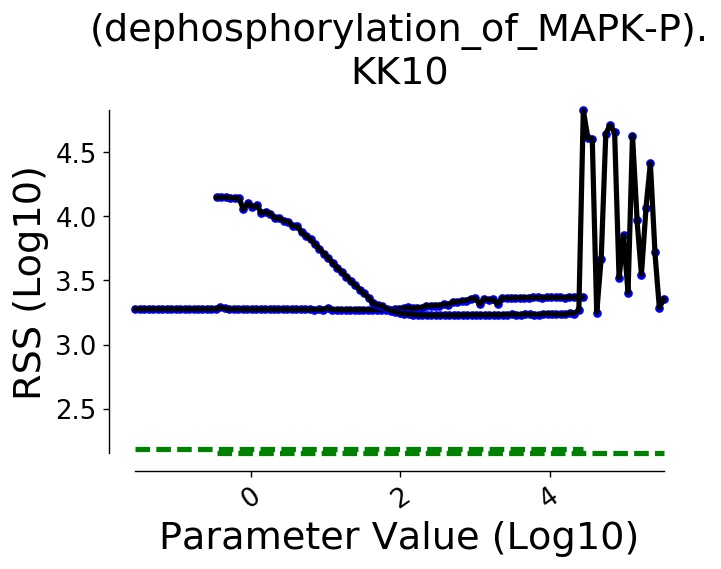 (dephosphorylation_of_MAPK-P).
KK10
RSS (Log10)
4.5
4.0
3.5
3.0
2.5
0
2
4
Parameter Value (Log10)